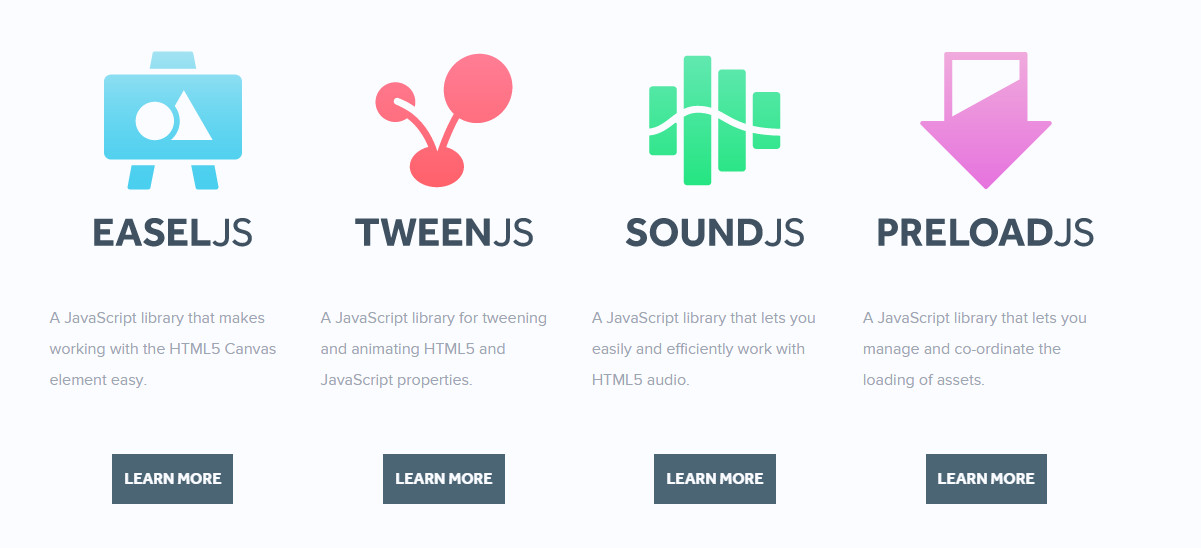 EASELJS
A JavaScript library that makes
working with the HTML5 Canvas
element easy.
LEARN MORE
TWEENJS
A JavaScript library for tweening
and animating HTML5 and
JavaScript properties.
LEARN MORE
SOUNDJS
A JavaScript library that lets you
easily and efficiently work with
HTML5 audio.
LEARN MORE
PRELOADJS
A JavaScript library that lets you
manage and co-ordinate the
loading of assets.
LEARN MORE